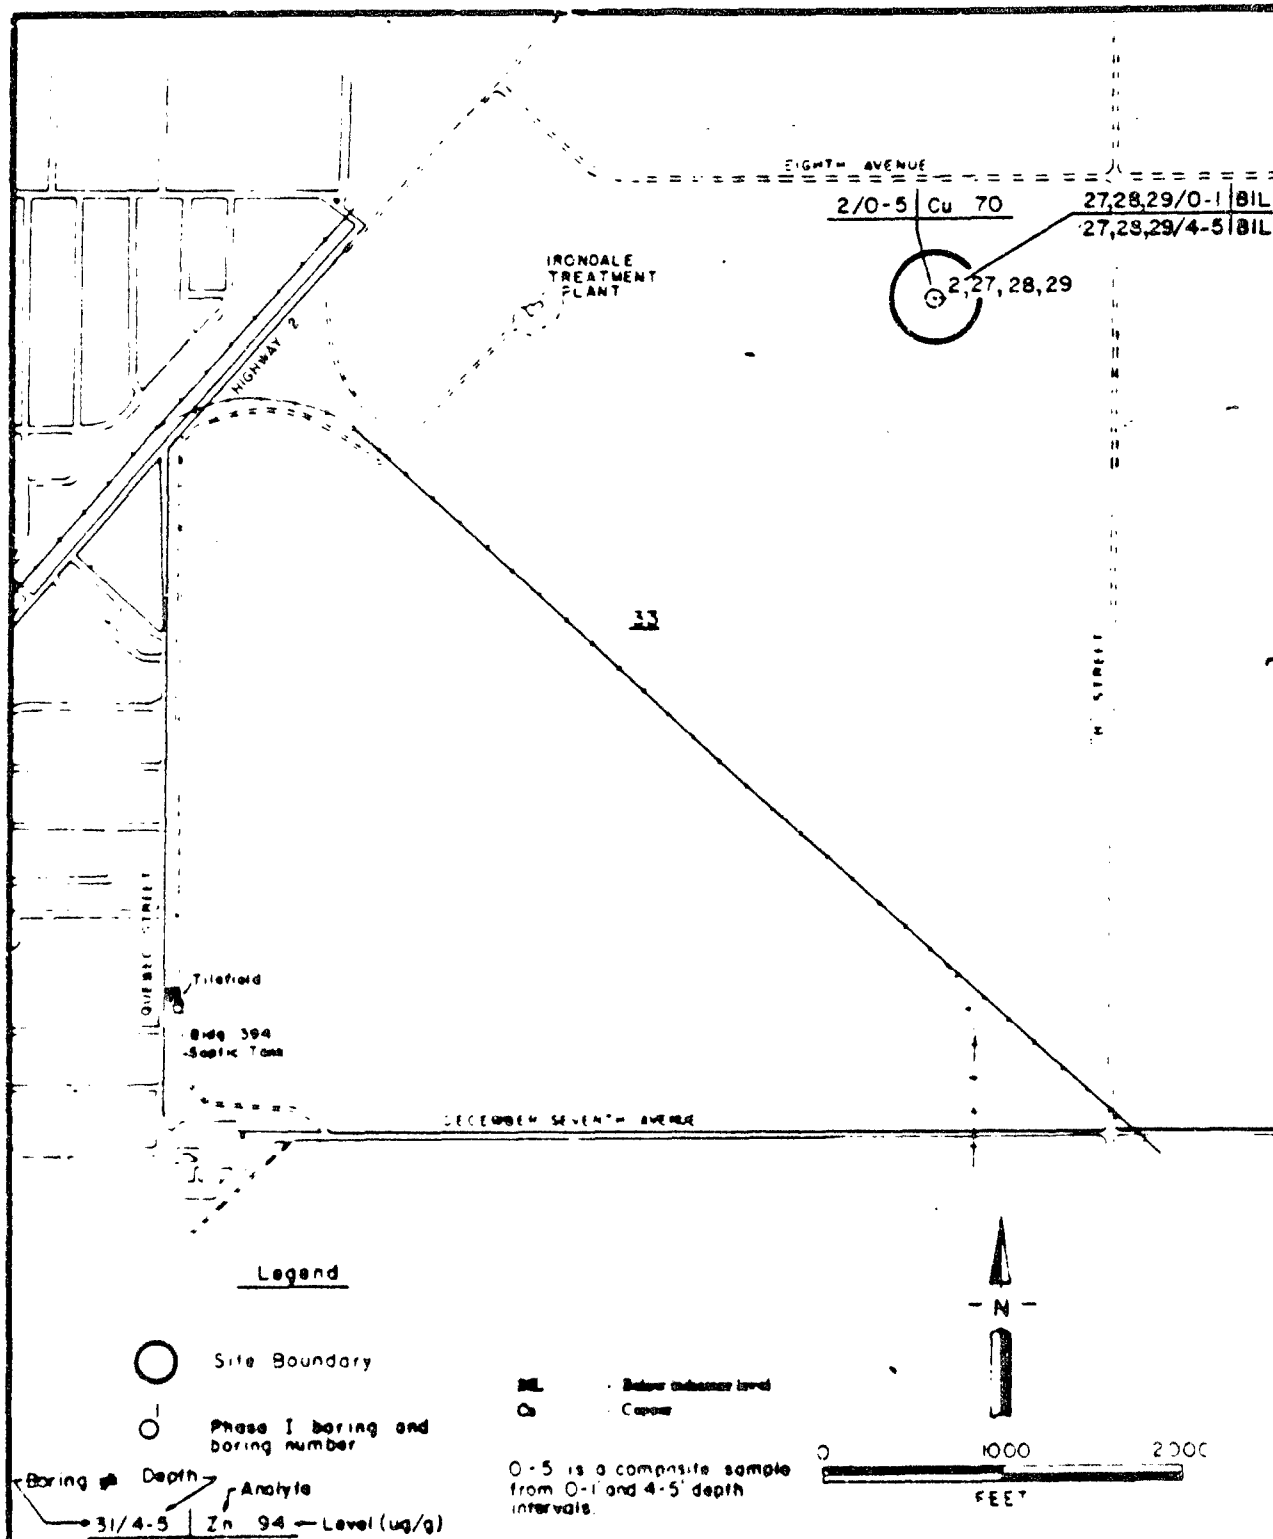 EIGHTH AVENUE
2/0-5 | Cu 70
27,28,29/0-1 | BIL
27,28,29/4-5 | BIL
IRONDALE
TREATMENT
PLANT
2, 27, 28, 29
HIGHWAY 2
33
STREET
QUEBEC STREET
Tilefield
Bldg 394
Septic Tank
DECEMBER SEVENTH AVENUE
Legend
- N -
Site Boundary
BIL - Below indicator level
Cu - Copper
Phase I boring and
boring number
0 1000 2000
FEET
0-5 is a composite sample
from 0-1' and 4-5' depth
intervals.
Boring # Depth
Analyte
31/4-5 | Zn 94 Level (ug/g)